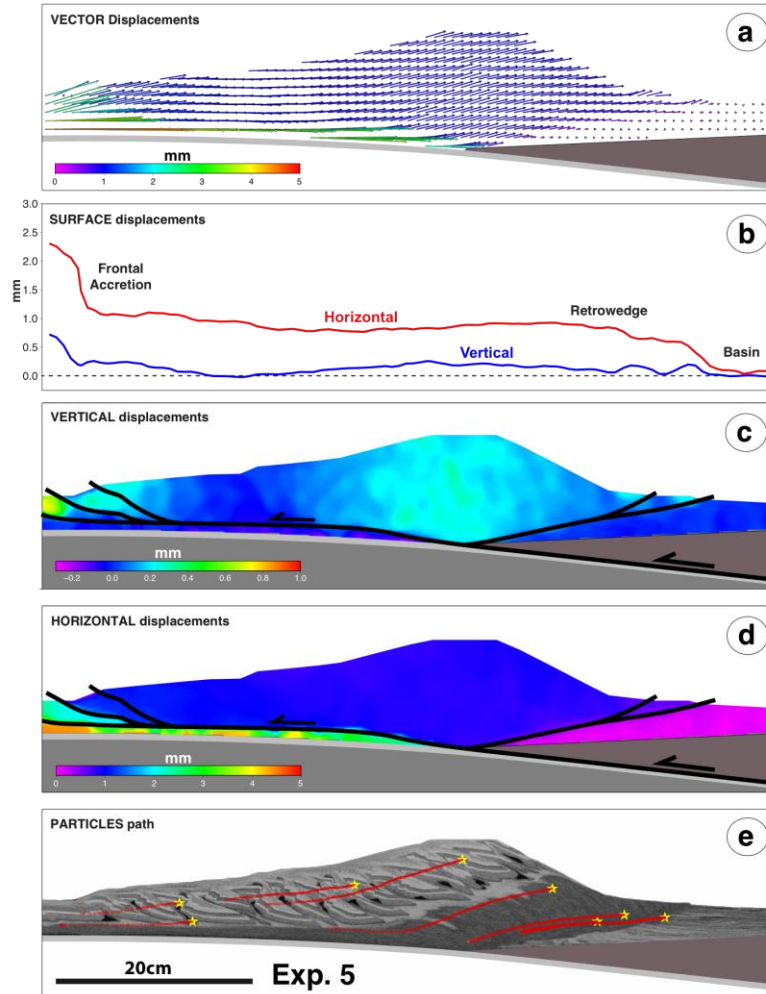 VECTOR Displacements
a
mm
0 1 2 3 4 5
3.0
SURFACE displacements
b
2.5
2.0
1.5
1.0
0.5
0.0
mm
Frontal
Accretion
Horizontal
Retrowedge
Vertical
Basin
VERTICAL displacements
c
mm
−0.2 0.0 0.2 0.4 0.6 0.8 1.0
HORIZONTAL displacements
d
mm
0 1 2 3 4 5
PARTICLES path
e
20cm
Exp. 5